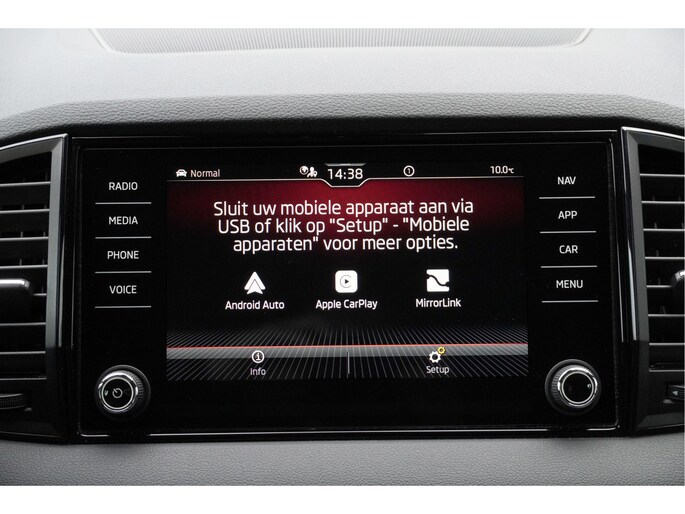 Normal 14:38 10.0°C
RADIO
MEDIA
PHONE
VOICE
Sluit uw mobiele apparaat aan via
USB of klik op "Setup" - "Mobiele
apparaten" voor meer opties.
Android Auto Apple CarPlay MirrorLink
Info Setup
NAV
APP
CAR
MENU